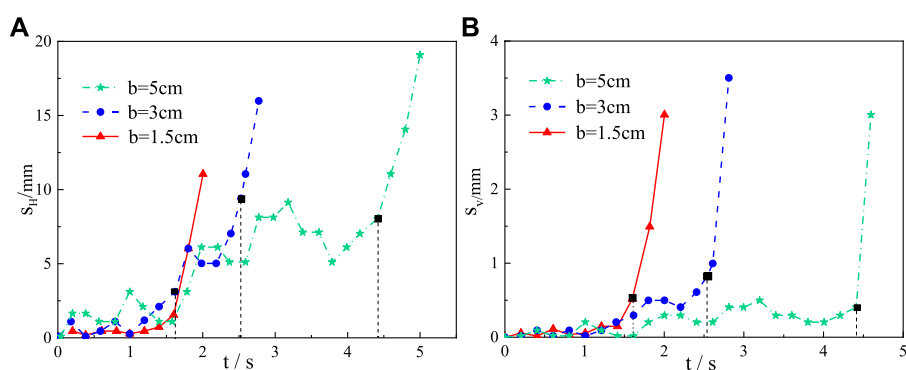 A
20
15
10
5
0
s_H/mm
b=5cm
b=3cm
b=1.5cm
0 1 2 3 4 5
t / s
B
4
3
2
1
0
s_v/mm
b=5cm
b=3cm
b=1.5cm
0 1 2 3 4 5
t / s